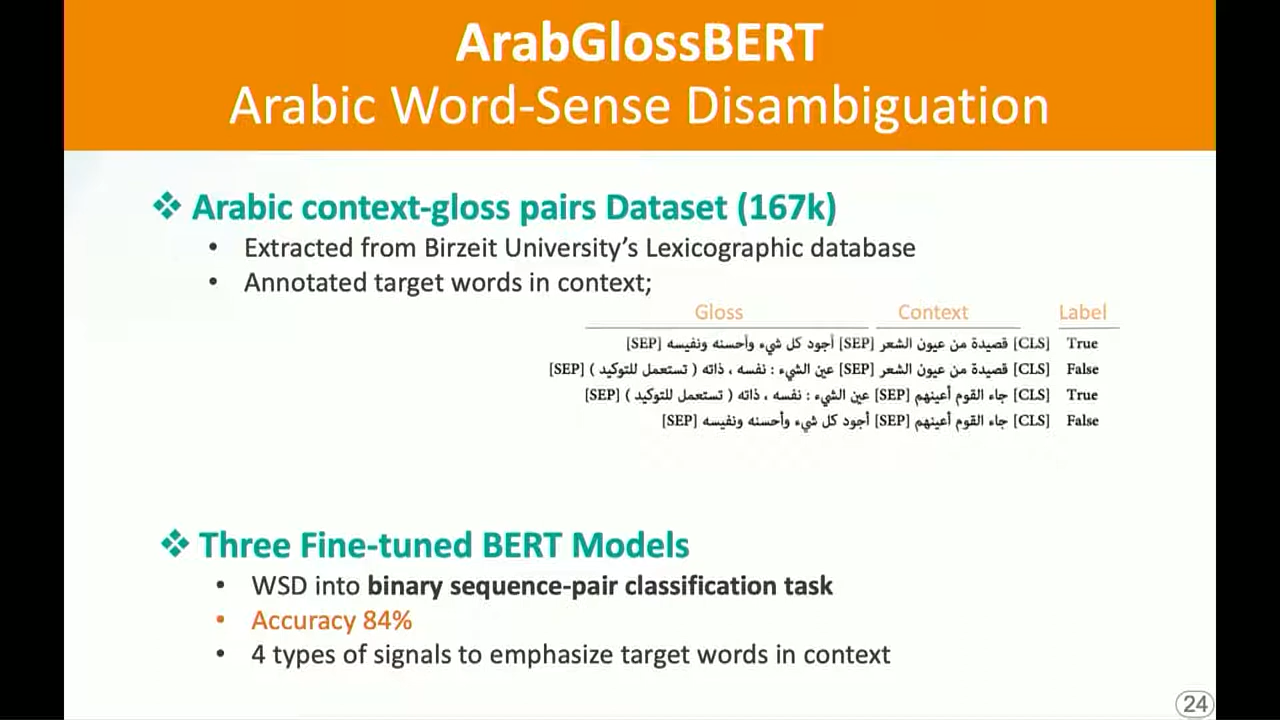 ArabGlossBERT
Arabic Word-Sense Disambiguation
❖ Arabic context-gloss pairs Dataset (167k)
• Extracted from Birzeit University’s Lexicographic database
• Annotated target words in context;
Gloss Context Label
[CLS] قصيدة من عيون الشعر [SEP] أجود كل شيء وأحسنه ونفيسه [SEP] True
[CLS] قصيدة من عيون الشعر [SEP] عين الشيء : نفسه ، ذاته ( تستعمل للتوكيد ) [SEP] False
[CLS] جاء القوم أعينهم [SEP] عين الشيء : نفسه ، ذاته ( تستعمل للتوكيد ) [SEP] True
[CLS] جاء القوم أعينهم [SEP] أجود كل شيء وأحسنه ونفيسه [SEP] False
❖ Three Fine-tuned BERT Models
• WSD into binary sequence-pair classification task
• Accuracy 84%
• 4 types of signals to emphasize target words in context
24